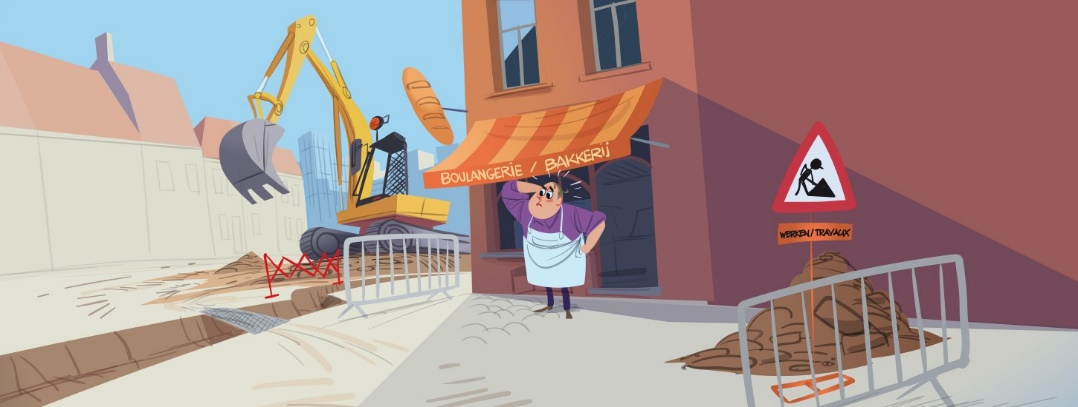 BOULANGERIE / BAKKERIJ
WERKEN / TRAVAUX